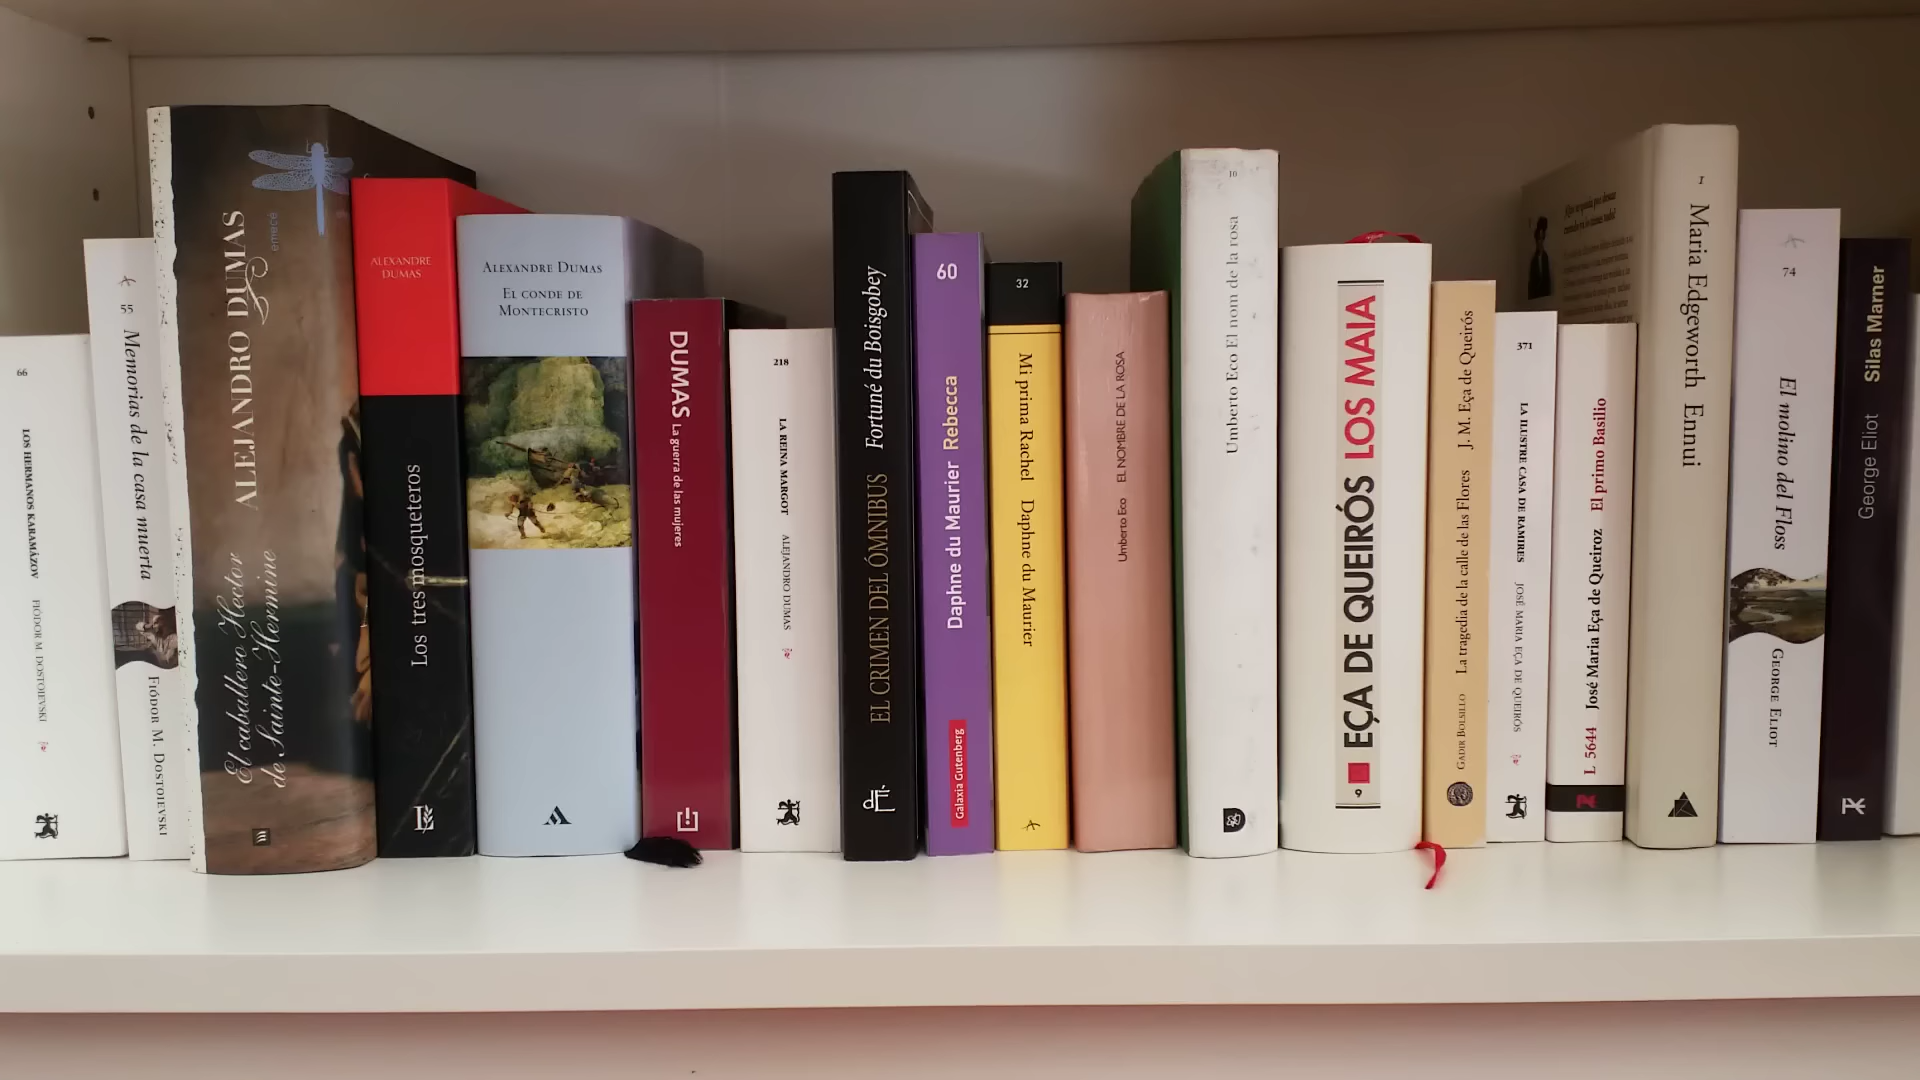 66
LOS HERMANOS KARAMÁZOV FIÓDOR M. DOSTOIEVSKI
55
Memorias de la casa muerta
FIÓDOR M. DOSTOIEVSKI
ALEJANDRO DUMAS
emecé
El caballero Héctor
de Sainte-Hermine
ALEXANDRE
DUMAS
Los tres mosqueteros
ALEXANDRE DUMAS
EL CONDE DE
MONTECRISTO
DUMAS La guerra de las mujeres
218
LA REINA MARGOT ALEJANDRO DUMAS
EL CRIMEN DEL ÓMNIBUS Fortuné du Boisgobey
60
Daphne du Maurier Rebecca
Galaxia Gutenberg
32
Mi prima Rachel Daphne du Maurier
Umberto Eco EL NOMBRE DE LA ROSA
10
Umberto Eco El nom de la rosa
EÇA DE QUEIRÓS LOS MAIA
9
GADIR BOLSILLO La tragedia de la calle de las Flores J. M. Eça de Queirós
371
LA ILUSTRE CASA DE RAMIRES JOSÉ MARIA EÇA DE QUEIRÓS
L 5644 José Maria Eça de Queiroz El primo Basilio
1
Maria Edgeworth Ennui
74
El molino del Floss
GEORGE ELIOT
George Eliot Silas Marner